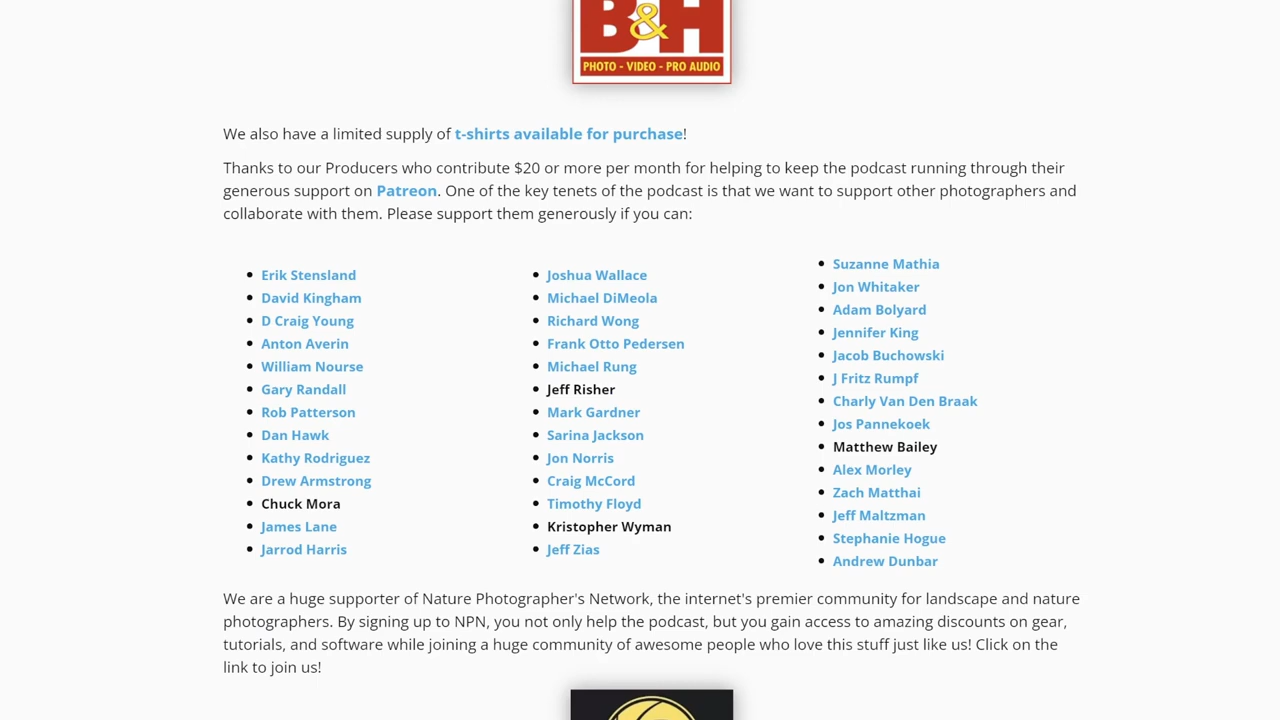 B&H
PHOTO - VIDEO - PRO AUDIO
We also have a limited supply of t-shirts available for purchase!
Thanks to our Producers who contribute $20 or more per month for helping to keep the podcast running through their
generous support on Patreon. One of the key tenets of the podcast is that we want to support other photographers and
collaborate with them. Please support them generously if you can:
Erik Stensland
David Kingham
D Craig Young
Anton Averin
William Nourse
Gary Randall
Rob Patterson
Dan Hawk
Kathy Rodriguez
Drew Armstrong
Chuck Mora
James Lane
Jarrod Harris
Joshua Wallace
Michael DiMeola
Richard Wong
Frank Otto Pedersen
Michael Rung
Jeff Risher
Mark Gardner
Sarina Jackson
Jon Norris
Craig McCord
Timothy Floyd
Kristopher Wyman
Jeff Zias
Suzanne Mathia
Jon Whitaker
Adam Bolyard
Jennifer King
Jacob Buchowski
J Fritz Rumpf
Charly Van Den Braak
Jos Pannekoek
Matthew Bailey
Alex Morley
Zach Matthai
Jeff Maltzman
Stephanie Hogue
Andrew Dunbar
We are a huge supporter of Nature Photographer's Network, the internet's premier community for landscape and nature
photographers. By signing up to NPN, you not only help the podcast, but you gain access to amazing discounts on gear,
tutorials, and software while joining a huge community of awesome people who love this stuff just like us! Click on the
link to join us!